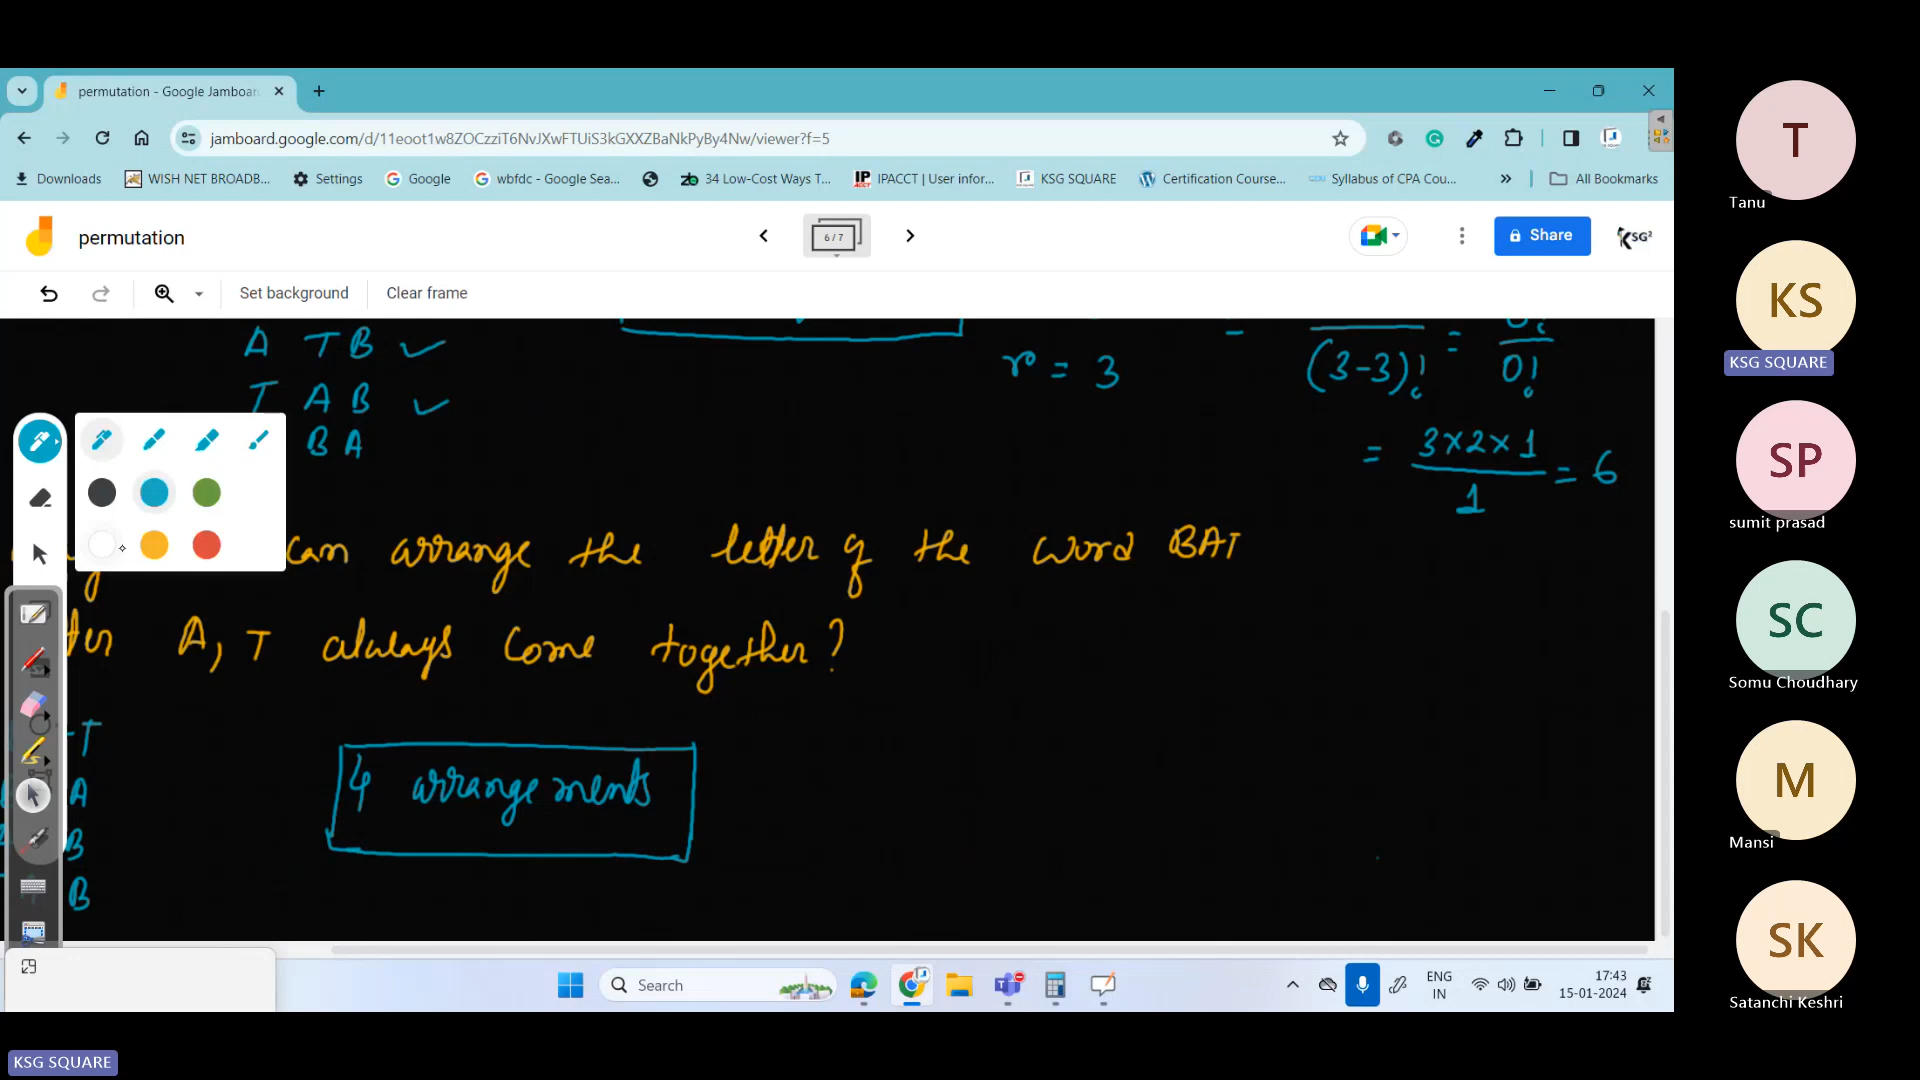 permutation - Google Jamboar
jamboard.google.com/d/11eoot1w8ZOCzziT6NvJXwFTUiS3kGXXZBaNkPyBy4Nw/viewer?f=5
Downloads WISH NET BROADB... Settings Google wbfdc - Google Sea... 34 Low-Cost Ways T... IPACCT | User infor... KSG SQUARE Certification Course... Syllabus of CPA Cou... » All Bookmarks
permutation
6 / 7
Share
KSG²
Set background Clear frame
A T B ✓
T A B ✓
B A
r = 3
= (3-3)! = 0!
= 3×2×1 / 1 = 6
can arrange the letter of the word BAT
A, T always come together?
T
A
B
B
4 arrangements
Search
ENG
IN
17:43
15-01-2024
T
Tanu
KS
KSG SQUARE
SP
sumit prasad
SC
Somu Choudhary
M
Mansi
SK
Satanchi Keshri
KSG SQUARE